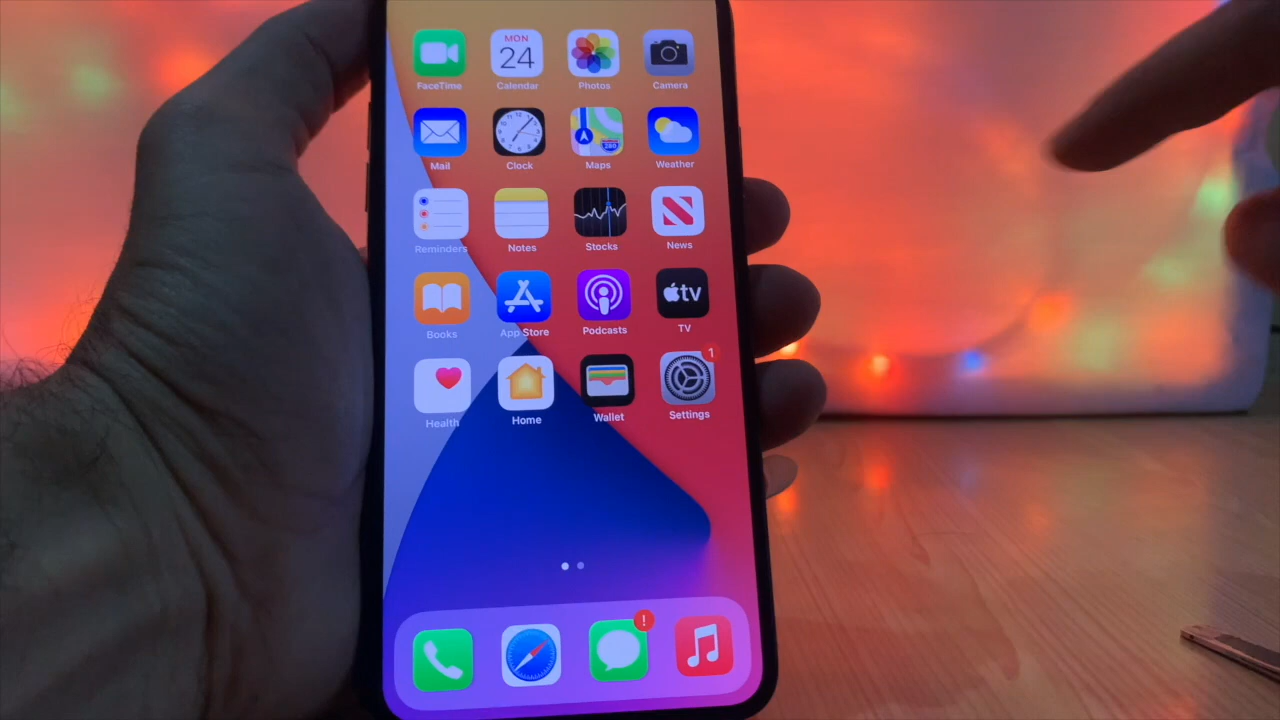 MON
24
FaceTime Calendar Photos Camera
Mail Clock Maps Weather
Reminders Notes Stocks News
Books App Store Podcasts TV
tv
1
Health Home Wallet Settings
!